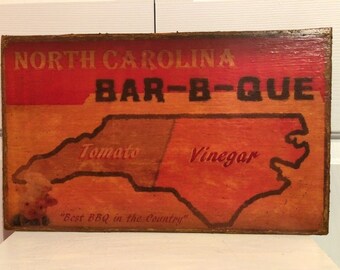 NORTH CAROLINA
BAR-B-QUE
Tomato Vinegar
"Best BBQ in the Country"